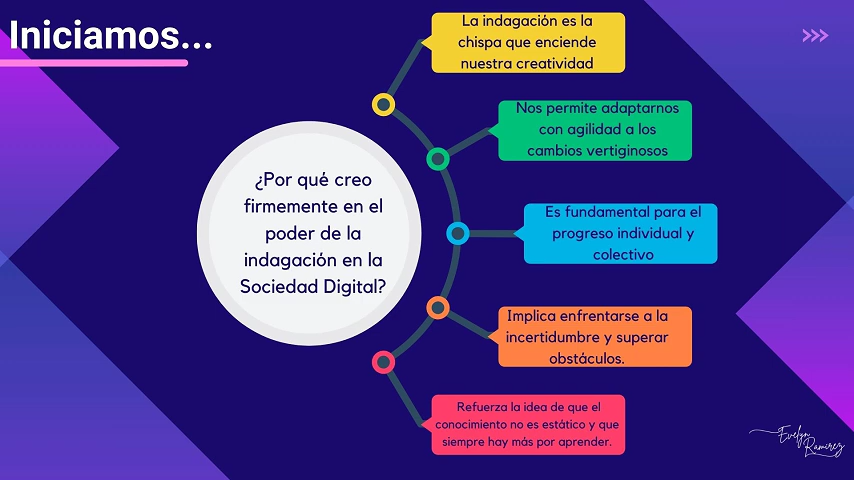 Iniciamos...
¿Por qué creo
firmemente en el
poder de la
indagación en la
Sociedad Digital?
La indagación es la
chispa que enciende
nuestra creatividad
Nos permite adaptarnos
con agilidad a los
cambios vertiginosos
Es fundamental para el
progreso individual y
colectivo
Implica enfrentarse a la
incertidumbre y superar
obstáculos.
Refuerza la idea de que el
conocimiento no es estático y que
siempre hay más por aprender.
Evelyn
Ramirez